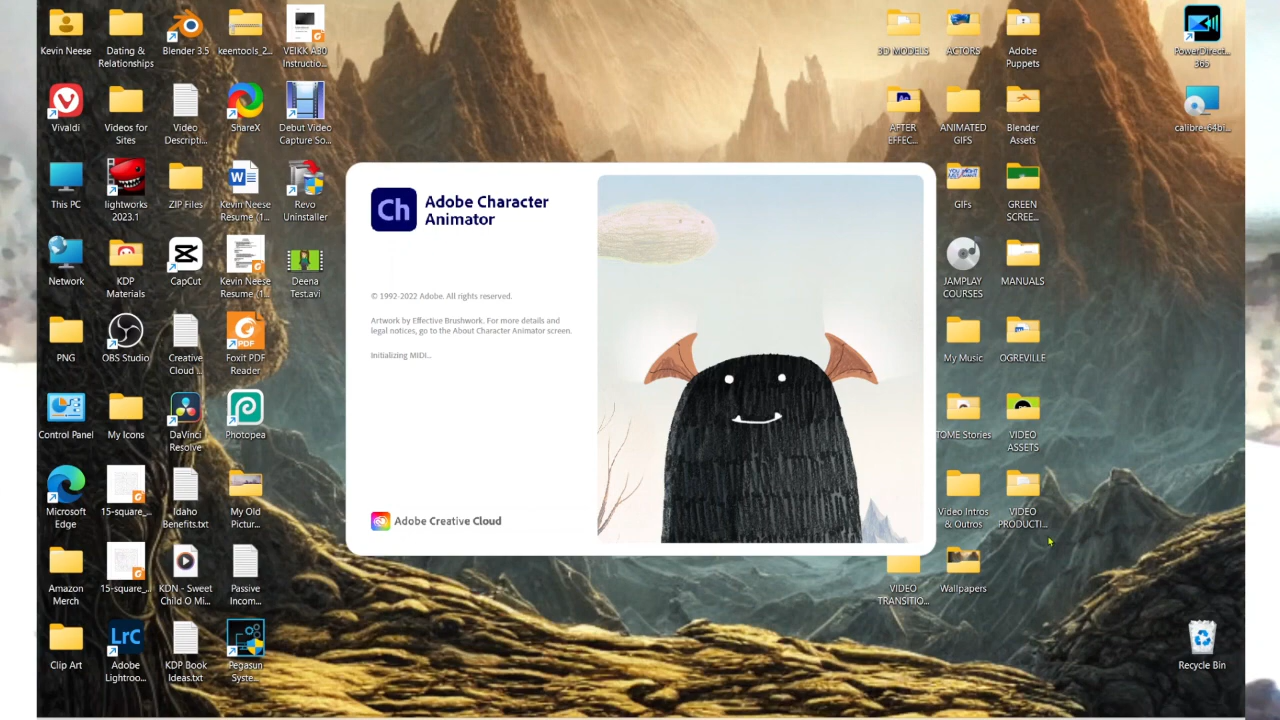 Kevin Neese
Dating &
Relationships
Blender 3.5
keentools_2...
VEIKK A30
Instructio...
3D MODELS
ACTORS
Adobe
Puppets
PowerDirect...
365
Vivaldi
Videos for
Sites
Video
Descripti...
ShareX
Debut Video
Capture So...
AFTER
EFFEC...
ANIMATED
GIFS
Blender
Assets
calibre-64bi...
This PC
lightworks
2023.1
ZIP Files
Kevin Neese
Resume (1...
Revo
Uninstaller
GIFs
GREEN
SCREE...
Network
KDP
Materials
CapCut
Kevin Neese
Resume (1...
Deena
Test.avi
JAMPLAY
COURSES
MANUALS
PNG
OBS Studio
Creative
Cloud ...
Foxit PDF
Reader
My Music
OGREVILLE
Control Panel
My Icons
DaVinci
Resolve
Photopea
TOME Stories
VIDEO
ASSETS
Microsoft
Edge
15-square_...
Idaho
Benefits.txt
My Old
Pictur...
Video Intros
& Outros
VIDEO
PRODUCTI...
Amazon
Merch
15-square_...
KDN - Sweet
Child O Mi...
Passive
Incom...
VIDEO
TRANSITIO...
Wallpapers
Clip Art
Adobe
Lightroo...
KDP Book
Ideas.txt
Pegasun
Syste...
Recycle Bin
Ch
Adobe Character
Animator
© 1992-2022 Adobe. All rights reserved.
Artwork by Effective Brushwork. For more details and
legal notices, go to the About Character Animator screen.
Initializing MIDI...
Adobe Creative Cloud
LrC
PDF
Ae
W